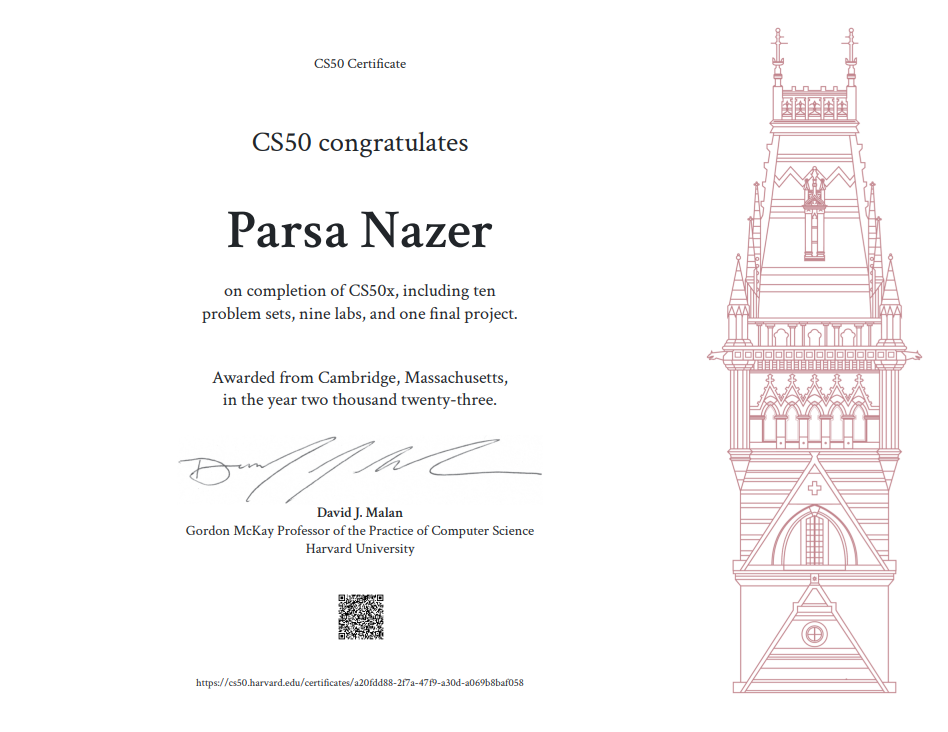 CS50 Certificate
CS50 congratulates
Parsa Nazer
on completion of CS50x, including ten
problem sets, nine labs, and one final project.
Awarded from Cambridge, Massachusetts,
in the year two thousand twenty-three.
David J. Malan
Gordon McKay Professor of the Practice of Computer Science
Harvard University
https://cs50.harvard.edu/certificates/a20fdd88-2f7a-47f9-a30d-a069b8baf058